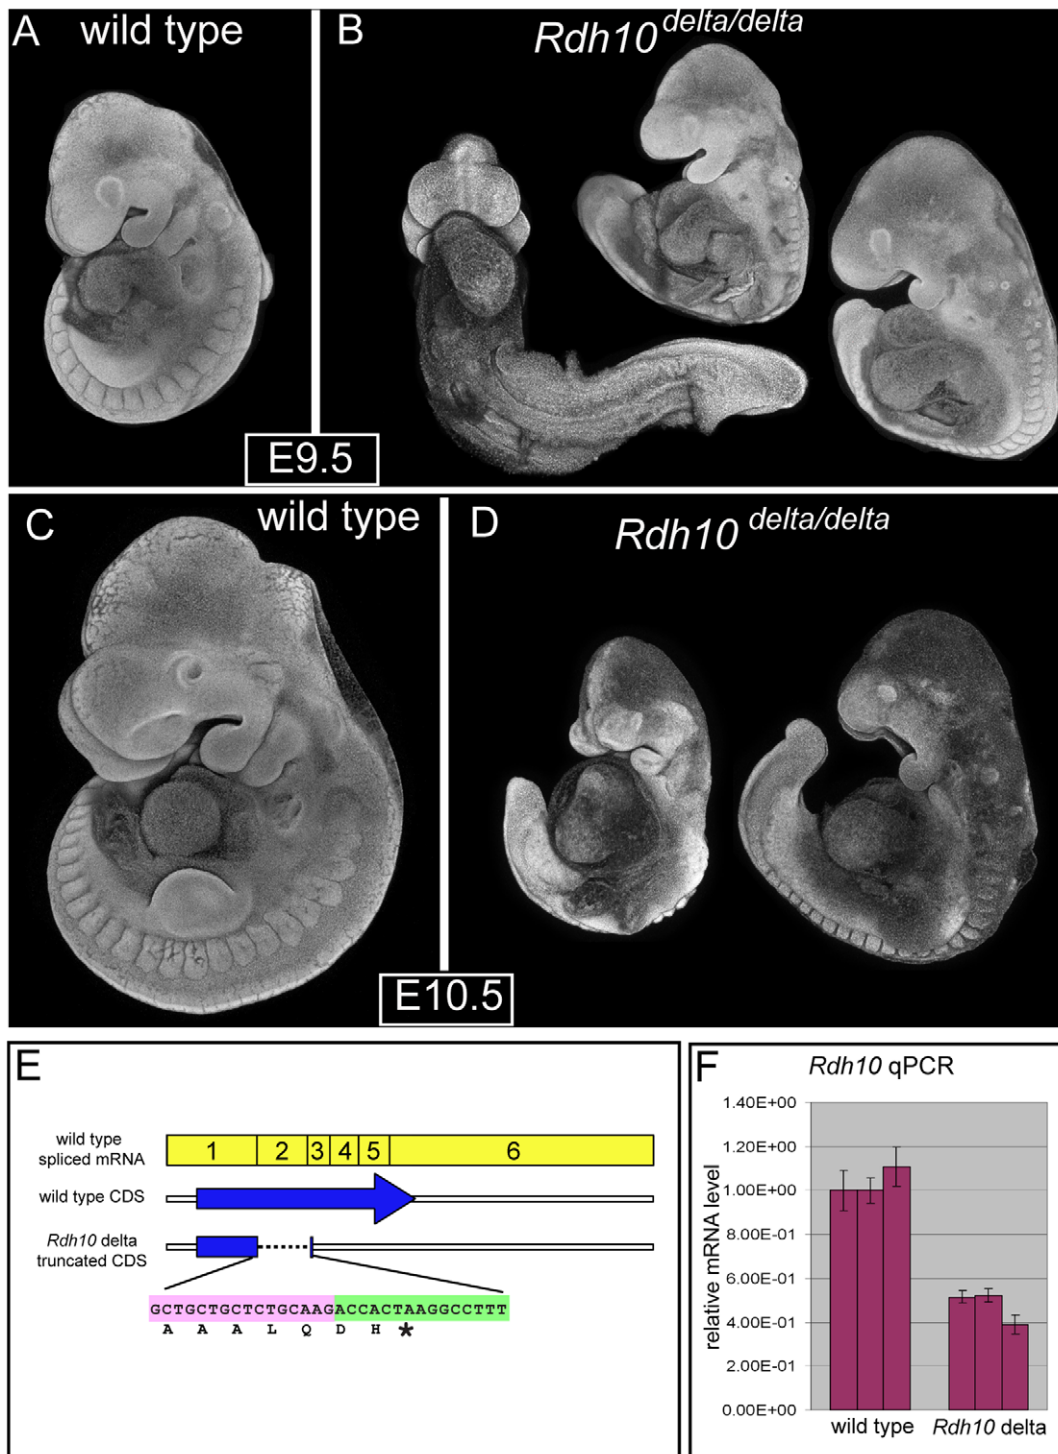 A wild type
B Rdh10 delta/delta
E9.5
C wild type
D Rdh10 delta/delta
E10.5
E
wild type
spliced mRNA
1 2 3 4 5 6
wild type CDS
Rdh10 delta
truncated CDS
GCTGCTGCTCTGCAAGACCACTAAGGCCTTT
A A A L Q D H *
F
Rdh10 qPCR
relative mRNA level
1.40E+00
1.20E+00
1.00E+00
8.00E-01
6.00E-01
4.00E-01
2.00E-01
0.00E+00
wild type Rdh10 delta